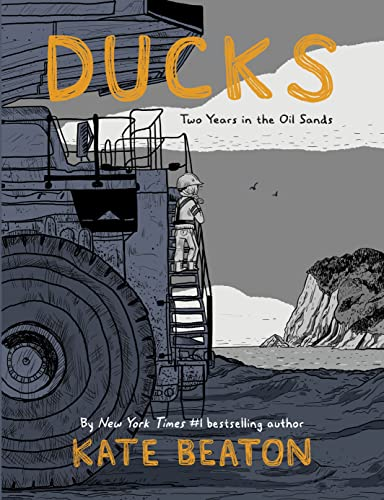 DUCKS
Two Years in the Oil Sands
By New York Times #1 bestselling author
KATE BEATON